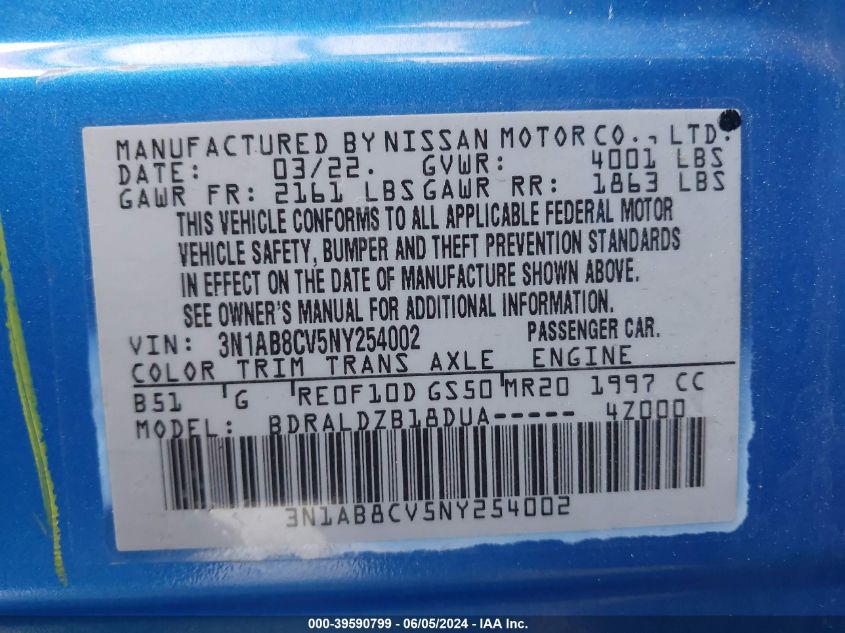 MANUFACTURED BY NISSAN MOTOR CO., LTD.
DATE: 03/22. GVWR: 4001 LBS
GAWR FR: 2161 LBS GAWR RR: 1863 LBS
THIS VEHICLE CONFORMS TO ALL APPLICABLE FEDERAL MOTOR
VEHICLE SAFETY, BUMPER AND THEFT PREVENTION STANDARDS
IN EFFECT ON THE DATE OF MANUFACTURE SHOWN ABOVE.
SEE OWNER'S MANUAL FOR ADDITIONAL INFORMATION.
VIN: 3N1AB8CV5NY254002 PASSENGER CAR.
COLOR TRIM TRANS AXLE ENGINE
B51 G RE0F10D GS50 MR20 1997 CC
MODEL: BDRALDZB18DUA----- 4Z000
3N1AB8CV5NY254002
000-39590799 - 06/05/2024 - IAA Inc.